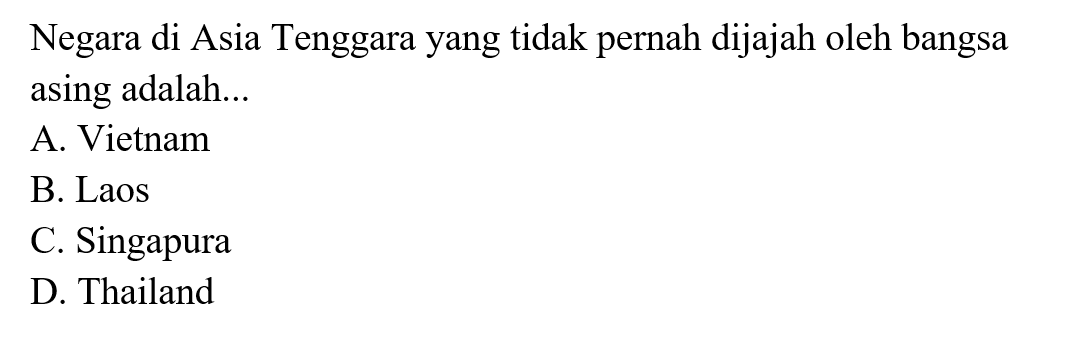 Negara di Asia Tenggara yang tidak pernah dijajah oleh bangsa
asing adalah...
A. Vietnam
B. Laos
C. Singapura
D. Thailand